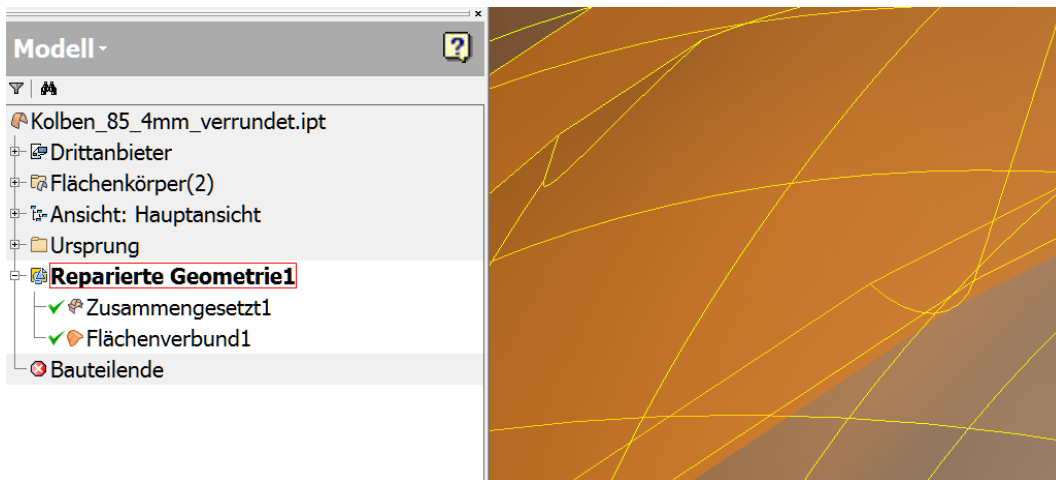 Modell
Kolben_85_4mm_verrundet.ipt
Drittanbieter
Flächenkörper(2)
Ansicht: Hauptansicht
Ursprung
Reparierte Geometrie1
Zusammengesetzt1
Flächenverbund1
Bauteilende